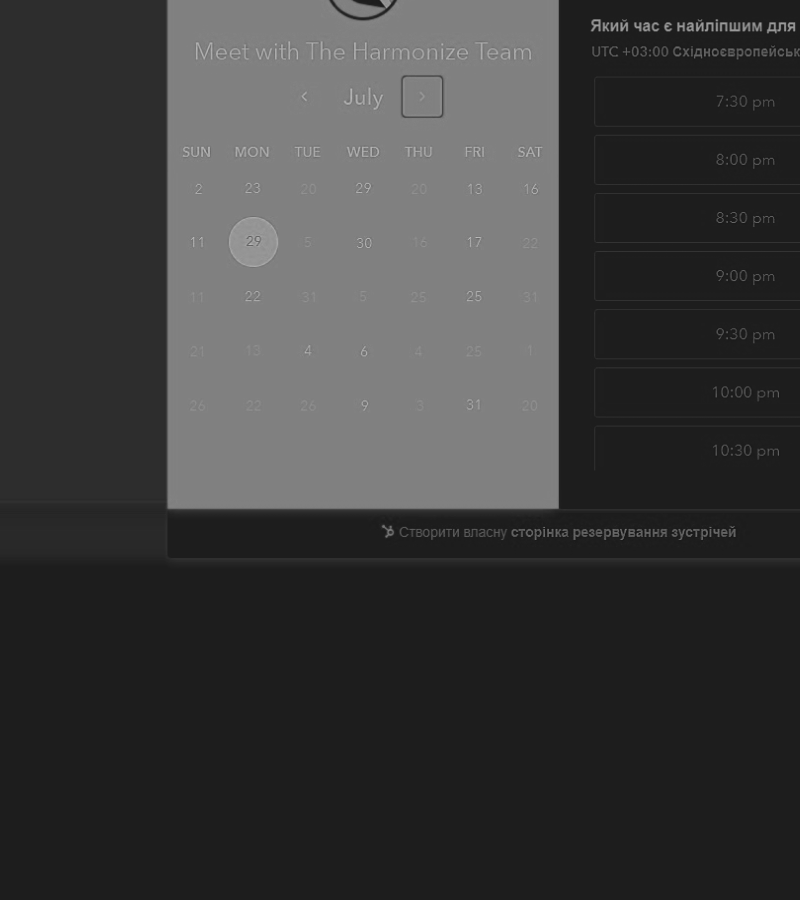 Meet with The Harmonize Team
July
SUN MON TUE WED THU FRI SAT
2 23 20 29 20 13 16
11 29 5 30 16 17 22
11 22 31 5 25 25 31
21 13 4 6 4 25 1
26 22 26 9 3 31 20
Який час є найліпшим для
UTC +03:00 Східноєвропейськ
7:30 pm
8:00 pm
8:30 pm
9:00 pm
9:30 pm
10:00 pm
10:30 pm
Створити власну сторінка резервування зустрічей